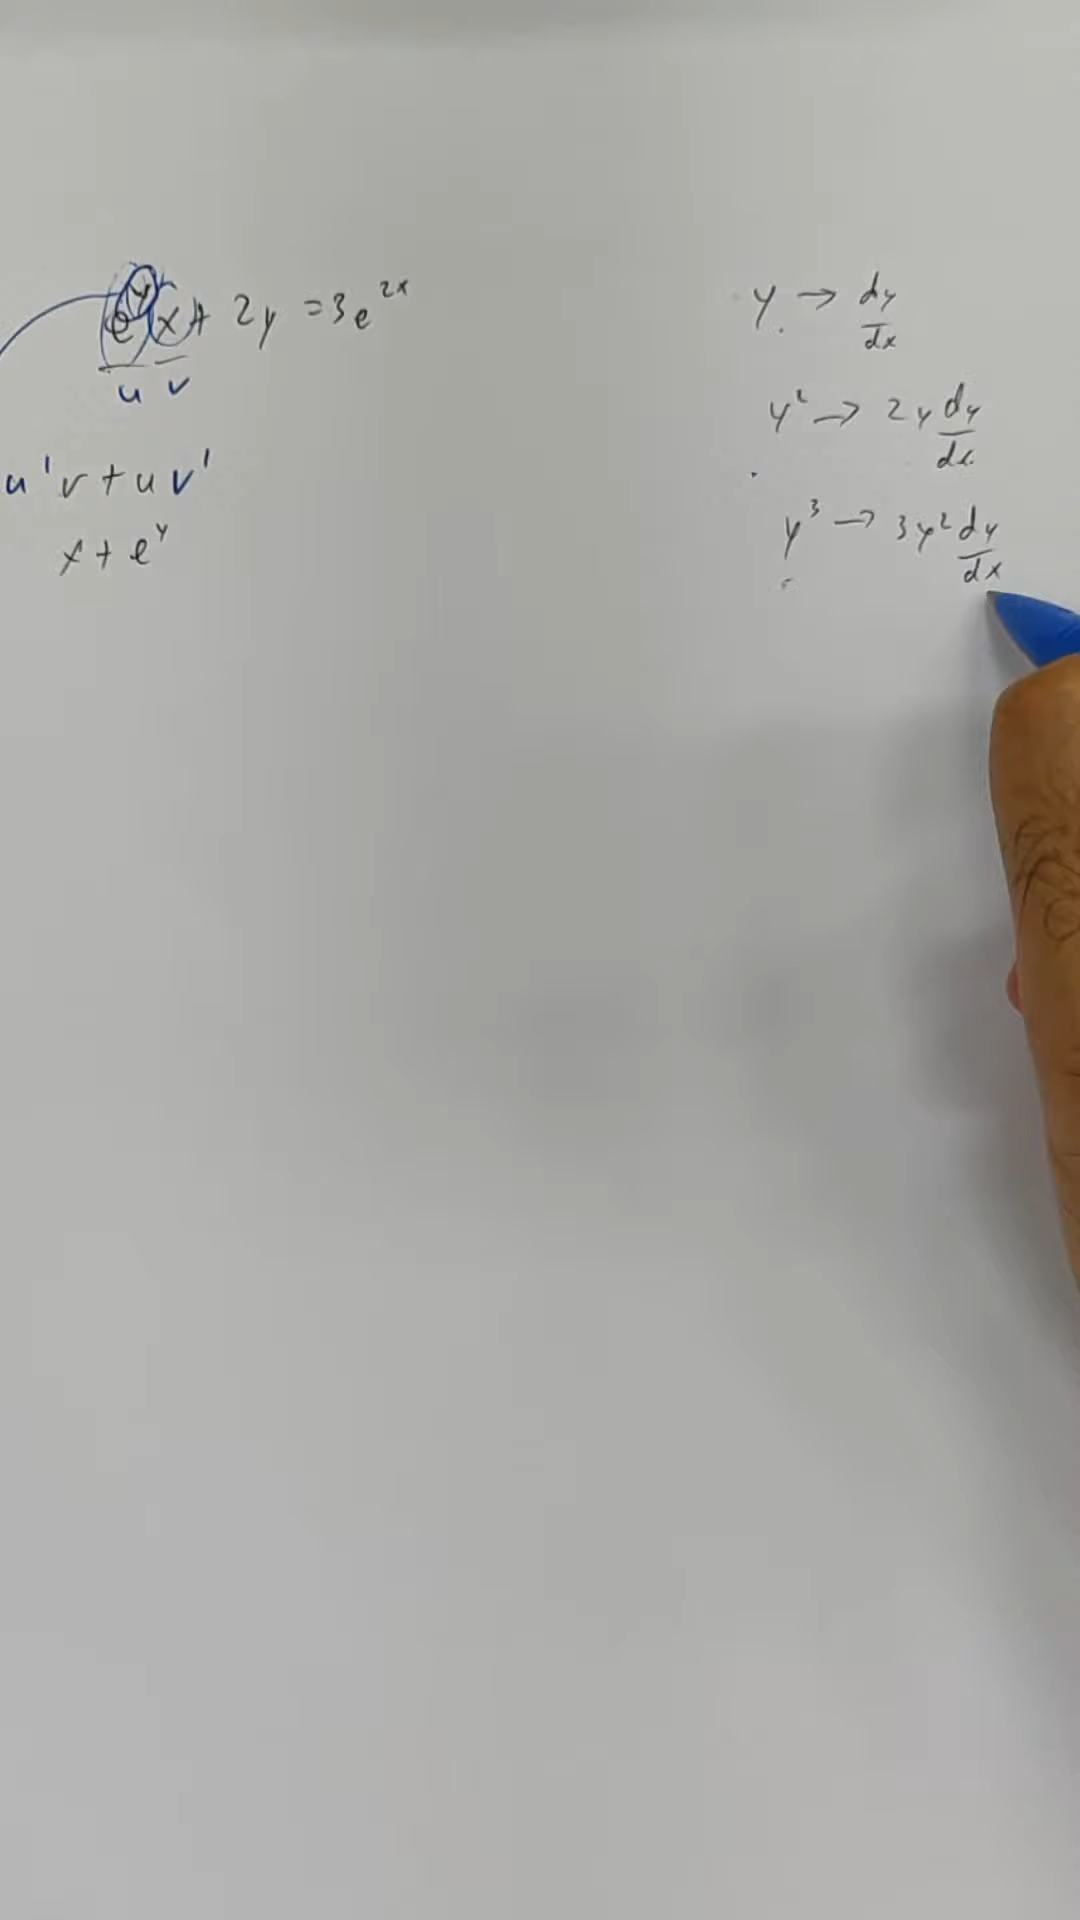 e^y x + 2y = 3e^{2x}
u v
u'v + uv'
x + e^y
y → dy/dx
y² → 2y dy/dx
y³ → 3y² dy/dx